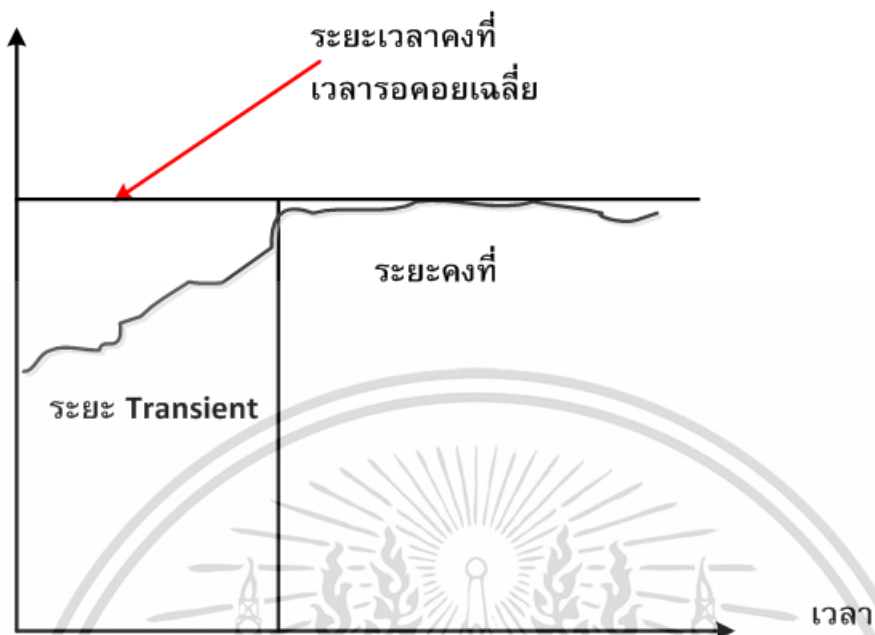 ระยะเวลาคงที่
เวลารอคอยเฉลี่ย
ระยะคงที่
ระยะ Transient
เวลา